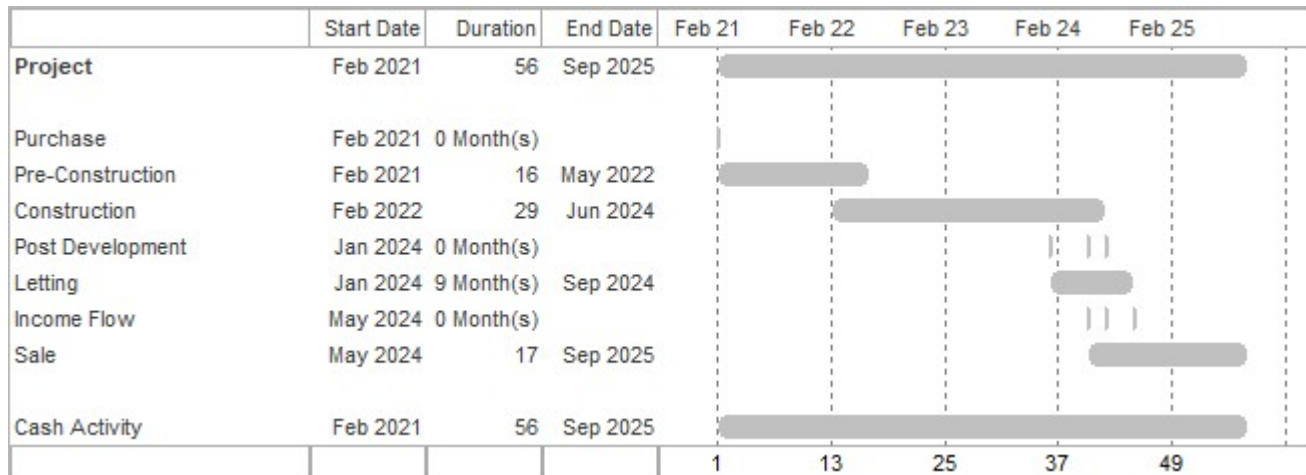 Start Date Duration End Date Feb 21 Feb 22 Feb 23 Feb 24 Feb 25
Project Feb 2021 56 Sep 2025
Purchase Feb 2021 0 Month(s)
Pre-Construction Feb 2021 16 May 2022
Construction Feb 2022 29 Jun 2024
Post Development Jan 2024 0 Month(s)
Letting Jan 2024 9 Month(s) Sep 2024
Income Flow May 2024 0 Month(s)
Sale May 2024 17 Sep 2025
Cash Activity Feb 2021 56 Sep 2025
1 13 25 37 49